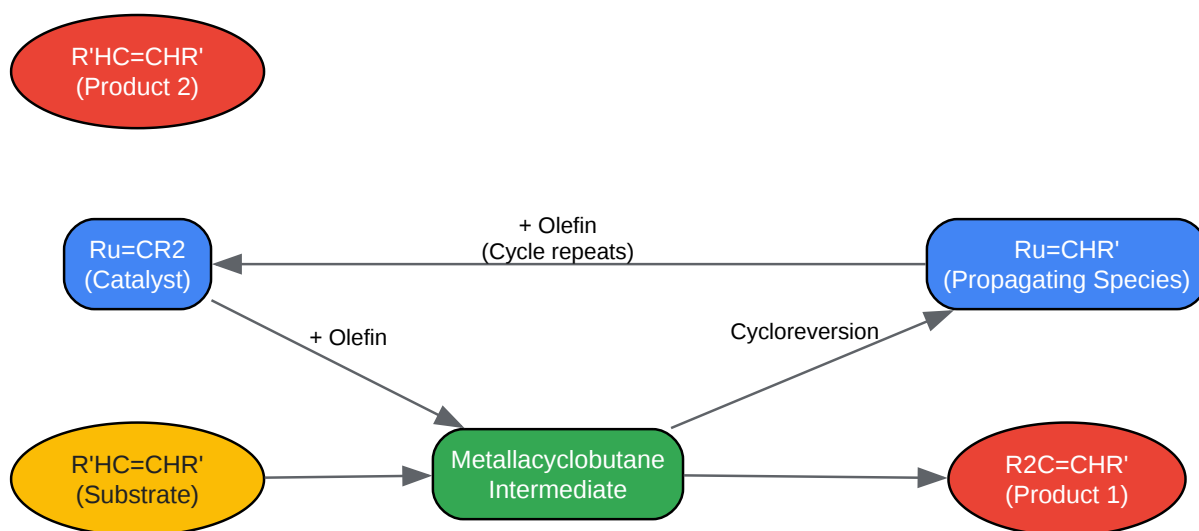 R'HC=CHR'
(Product 2)
+ Olefin
(Cycle repeats)
Ru=CR2
(Catalyst)
Ru=CHR'
(Propagating Species)
+ Olefin
Cycloreversion
R'HC=CHR'
(Substrate)
Metallacyclobutane
Intermediate
R2C=CHR'
(Product 1)